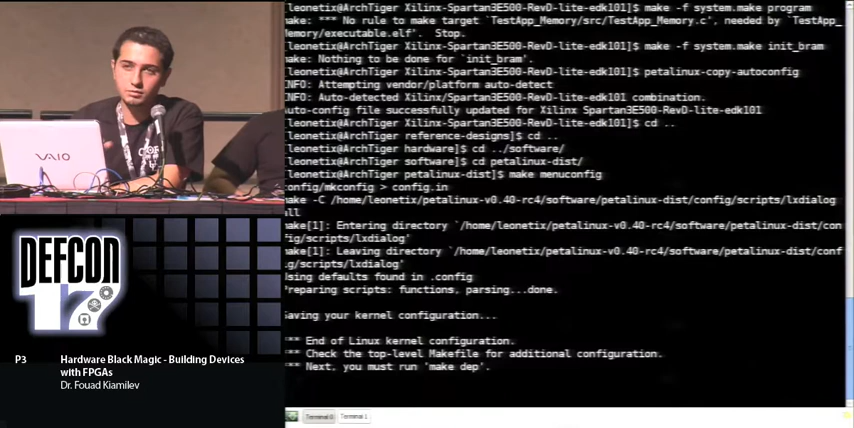 [leonetix@ArchTiger Xilinx-Spartan3E500-RevD-lite-edk101]$ make -f system.make program
make: *** No rule to make target `TestApp_Memory/src/TestApp_Memory.c', needed by `TestApp_
Memory/executable.elf'.  Stop.
[leonetix@ArchTiger Xilinx-Spartan3E500-RevD-lite-edk101]$ make -f system.make init_bram
make: Nothing to be done for `init_bram'.
[leonetix@ArchTiger Xilinx-Spartan3E500-RevD-lite-edk101]$ petalinux-copy-autoconfig
INFO: Attempting vendor/platform auto-detect
INFO: Auto-detected Xilinx/Spartan3E500-RevD-lite-edk101 combination.
Auto-config file successfully updated for Xilinx Spartan3E500-RevD-lite-edk101
[leonetix@ArchTiger Xilinx-Spartan3E500-RevD-lite-edk101]$ cd ..
[leonetix@ArchTiger reference-designs]$ cd ..
[leonetix@ArchTiger hardware]$ cd ../software/
[leonetix@ArchTiger software]$ cd petalinux-dist/
[leonetix@ArchTiger petalinux-dist]$ make menuconfig
config/mkconfig > config.in
make -C /home/leonetix/petalinux-v0.40-rc4/software/petalinux-dist/config/scripts/lxdialog
all
make[1]: Entering directory `/home/leonetix/petalinux-v0.40-rc4/software/petalinux-dist/con
fig/scripts/lxdialog'
make[1]: Leaving directory `/home/leonetix/petalinux-v0.40-rc4/software/petalinux-dist/conf
ig/scripts/lxdialog'
Using defaults found in .config
Preparing scripts: functions, parsing...done.
Saving your kernel configuration...
*** End of Linux kernel configuration.
*** Check the top-level Makefile for additional configuration.
*** Next, you must run 'make dep'.
Terminal 0
Terminal 1
VAIO
DEFCON
17
P3
Hardware Black Magic - Building Devices
with FPGAs
Dr. Fouad Kiamilev